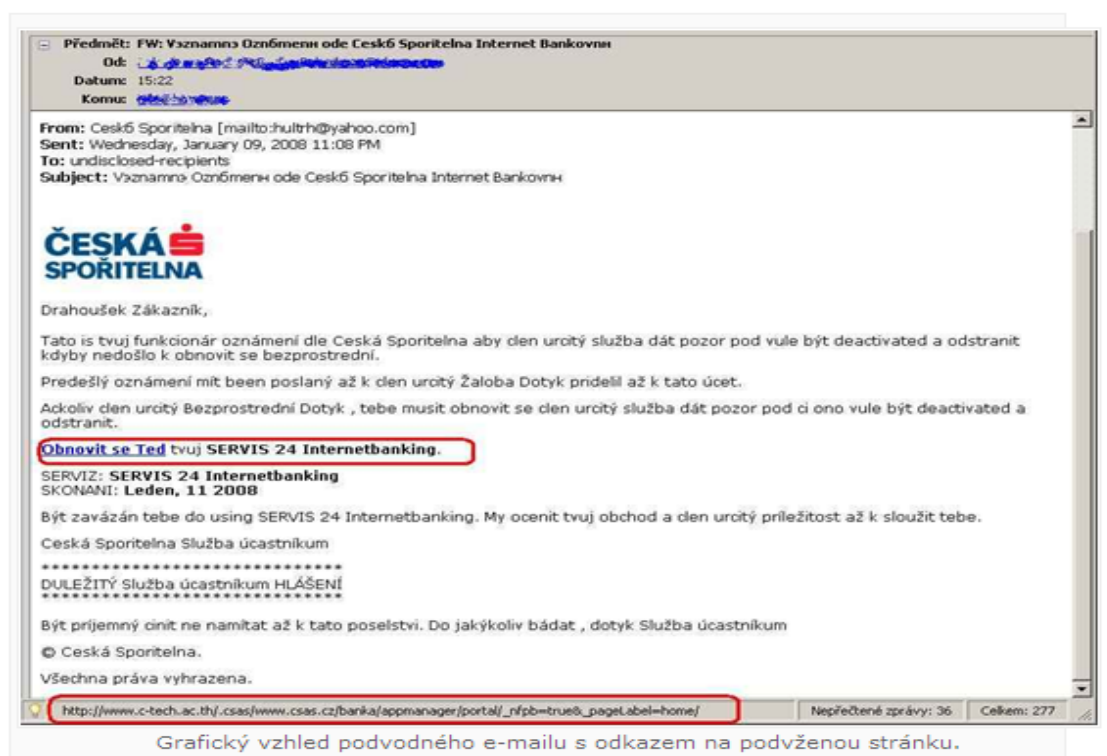 Předmět: FW: Vэznamnэ Oznбmenн ode Ceskб Sporitelna Internet Bankovnн
Od:
Datum: 15:22
Komu:
From: Ceskб Sporitelna [mailto:hultrh@yahoo.com]
Sent: Wednesday, January 09, 2008 11:08 PM
To: undisclosed-recipients
Subject: Vэznamnэ Oznбmenн ode Ceskб Sporitelna Internet Bankovnн
ČESKÁ
SPOŘITELNA
Drahoušek Zákazník,
Tato is tvuj funkcionár oznámení dle Ceská Sporitelna aby clen urcitý služba dát pozor pod vule být deactivated a odstranit
kdyby nedošlo k obnovit se bezprostrední.
Predešlý oznámení mít been poslaný až k clen urcitý Žaloba Dotyk pridelil až k tato úcet.
Ackoliv clen urcitý Bezprostrední Dotyk , tebe musit obnovit se clen urcitý služba dát pozor pod ci ono vule být deactivated a
odstranit.
Obnovit se Ted tvuj SERVIS 24 Internetbanking.
SERVIZ: SERVIS 24 Internetbanking
SKONANI: Leden, 11 2008
Být zavázán tebe do using SERVIS 24 Internetbanking. My ocenit tvuj obchod a clen urcitý príležitost až k sloužit tebe.
Ceská Sporitelna Služba úcastníkum
******************************
DULEŽITÝ Služba úcastníkum HLÁŠENÍ
******************************
Být príjemný cinit ne namítat až k tato poselství. Do jakýkoliv bádat , dotyk Služba úcastníkum
© Ceská Sporitelna.
Všechna práva vyhrazena.
http://www.c-tech.ac.th/.csas/www.csas.cz/banka/appmanager/portal/_nfpb=true&_pageLabel=home/ Nepřečtené zprávy: 36 Celkem: 277
Grafický vzhled podvodného e-mailu s odkazem na podvženou stránku.